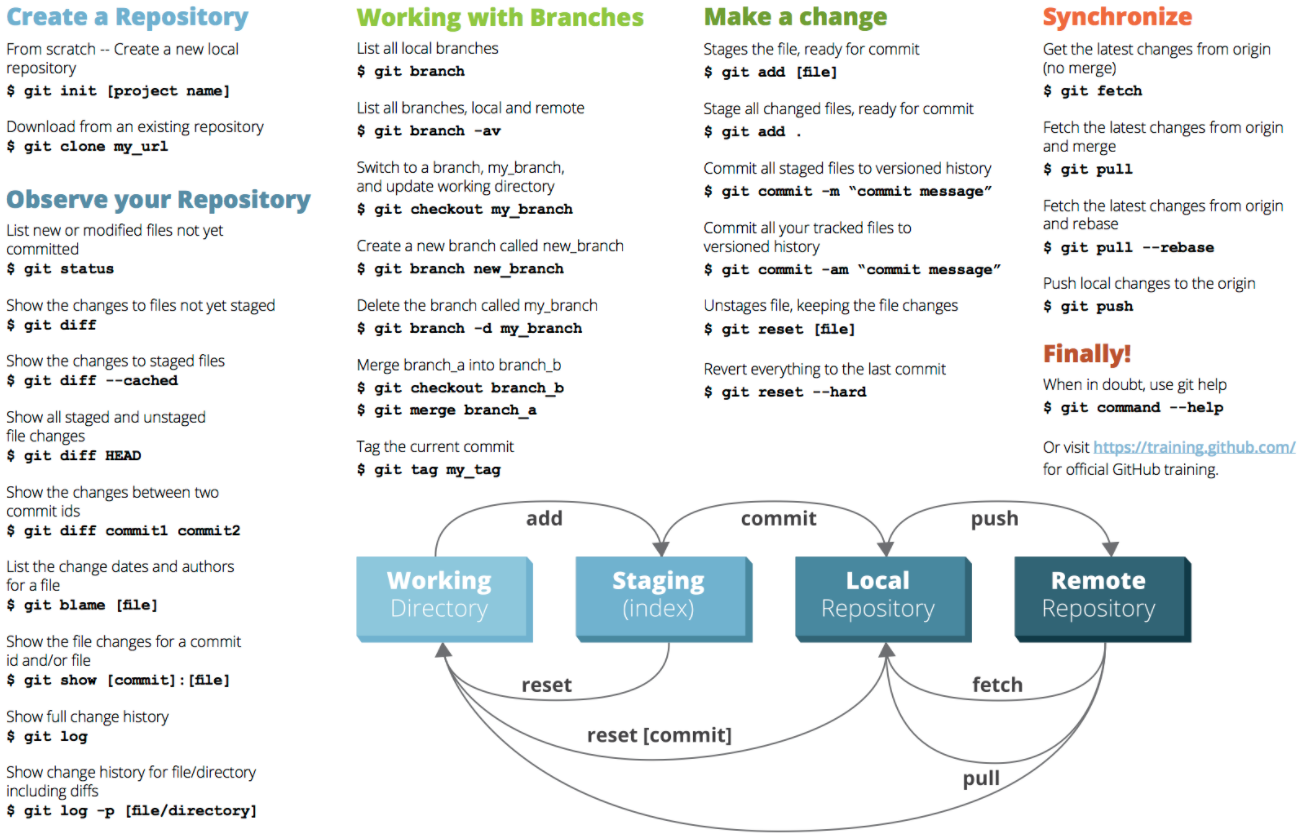 Create a Repository
From scratch -- Create a new local
repository
$ git init [project name]
Download from an existing repository
$ git clone my_url
Observe your Repository
List new or modified files not yet
committed
$ git status
Show the changes to files not yet staged
$ git diff
Show the changes to staged files
$ git diff --cached
Show all staged and unstaged
file changes
$ git diff HEAD
Show the changes between two
commit ids
$ git diff commit1 commit2
List the change dates and authors
for a file
$ git blame [file]
Show the file changes for a commit
id and/or file
$ git show [commit]:[file]
Show full change history
$ git log
Show change history for file/directory
including diffs
$ git log -p [file/directory]
Working with Branches
List all local branches
$ git branch
List all branches, local and remote
$ git branch -av
Switch to a branch, my_branch,
and update working directory
$ git checkout my_branch
Create a new branch called new_branch
$ git branch new_branch
Delete the branch called my_branch
$ git branch -d my_branch
Merge branch_a into branch_b
$ git checkout branch_b
$ git merge branch_a
Tag the current commit
$ git tag my_tag
Make a change
Stages the file, ready for commit
$ git add [file]
Stage all changed files, ready for commit
$ git add .
Commit all staged files to versioned history
$ git commit -m “commit message”
Commit all your tracked files to
versioned history
$ git commit -am “commit message”
Unstages file, keeping the file changes
$ git reset [file]
Revert everything to the last commit
$ git reset --hard
Synchronize
Get the latest changes from origin
(no merge)
$ git fetch
Fetch the latest changes from origin
and merge
$ git pull
Fetch the latest changes from origin
and rebase
$ git pull --rebase
Push local changes to the origin
$ git push
Finally!
When in doubt, use git help
$ git command --help
Or visit https://training.github.com/
for official GitHub training.
add
commit
push
Working
Directory
Staging
(index)
Local
Repository
Remote
Repository
reset
fetch
reset [commit]
pull